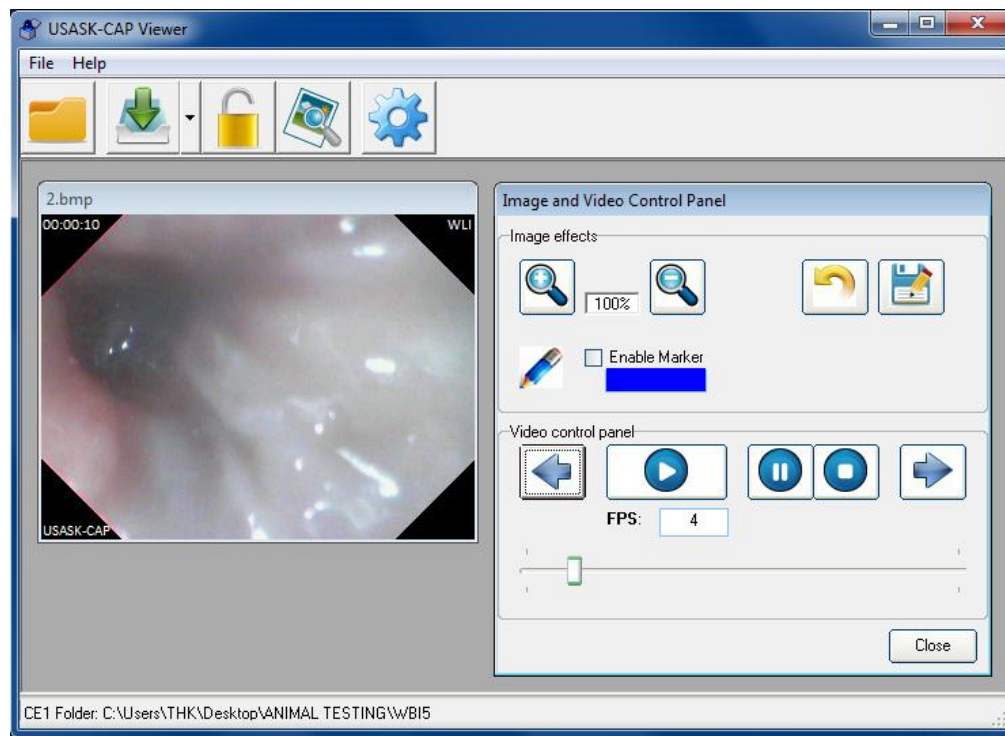 USASK-CAP Viewer
File Help
2.bmp
00:00:10 WLI
USASK-CAP
Image and Video Control Panel
Image effects
100%
Enable Marker
Video control panel
FPS: 4
Close
CE1 Folder: C:\Users\THK\Desktop\ANIMAL TESTING\WBI5